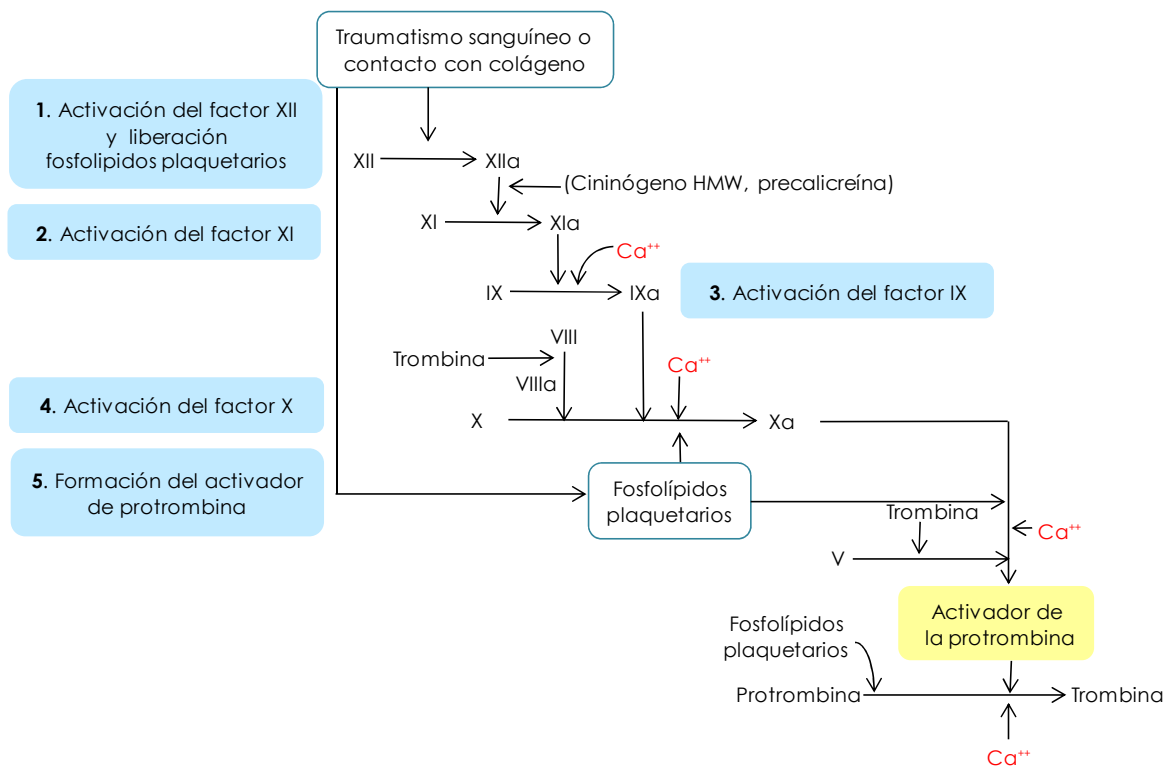 Traumatismo sanguíneo o
contacto con colágeno
1. Activación del factor XII
y liberación
fosfolipidos plaquetarios
XII
XIIa
(Cininógeno HMW, precalicreína)
2. Activación del factor XI
XI
XIa
Ca++
IX
IXa
3. Activación del factor IX
VIII
Trombina
VIIIa
Ca++
4. Activación del factor X
X
Xa
5. Formación del activador
de protrombina
Fosfolípidos
plaquetarios
Trombina
Ca++
V
Activador de
la protrombina
Fosfolípidos
plaquetarios
Protrombina
Trombina
Ca++